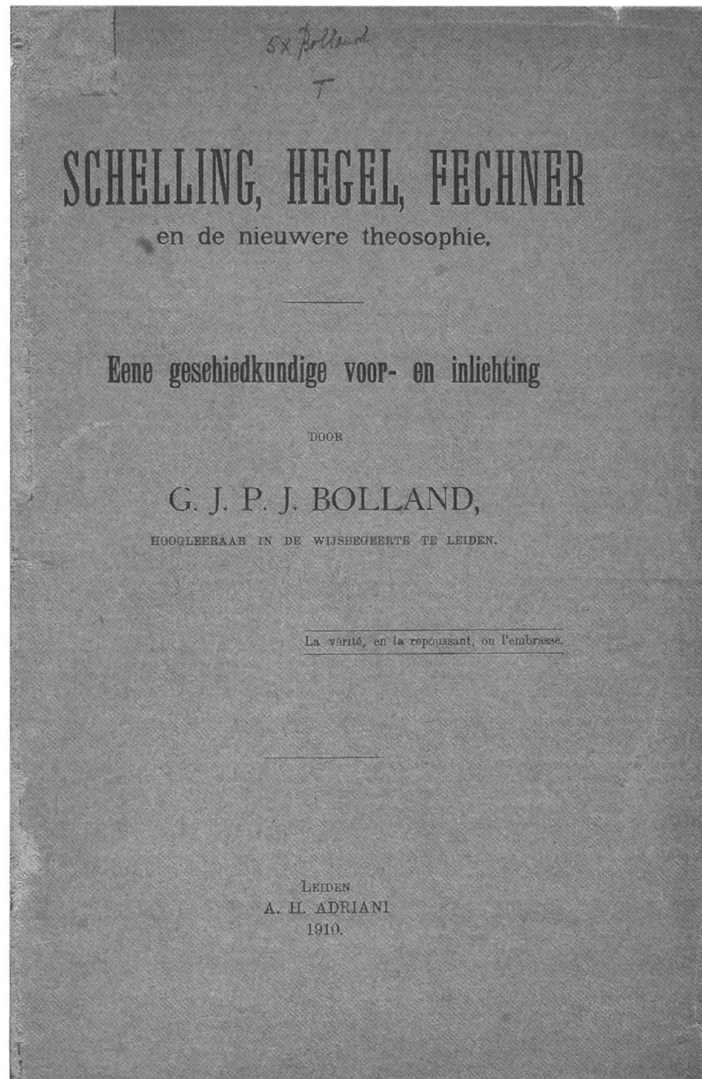 5x Bolland
T
SCHELLING, HEGEL, FECHNER
en de nieuwere theosophie.
Eene geschiedkundige voor- en inlichting
DOOR
G. J. P. J. BOLLAND,
HOOGLEERAAR IN DE WIJSBEGEERTE TE LEIDEN.
La vérité, en la repoussant, on l'embrasse.
LEIDEN
A. H. ADRIANI
1910.